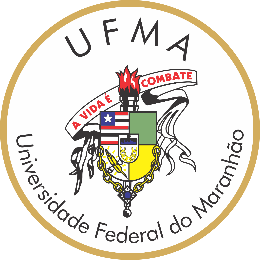 UFMA
A VIDA É COMBATE
Universidade Federal do Maranhão